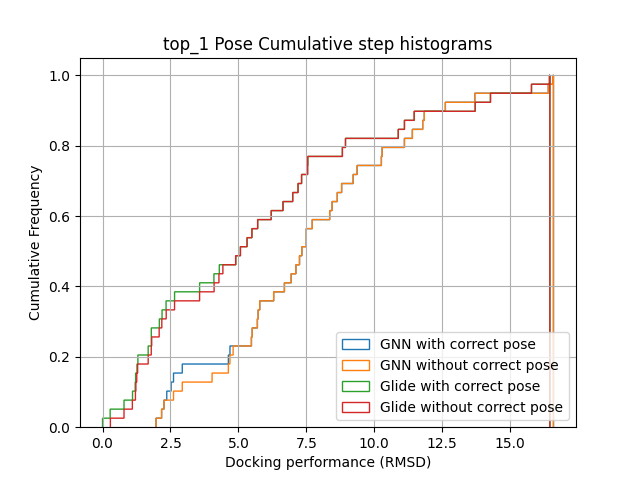 top_1 Pose Cumulative step histograms
1.0
0.8
0.6
0.4
0.2
0.0
Cumulative Frequency
GNN with correct pose
GNN without correct pose
Glide with correct pose
Glide without correct pose
0.0 2.5 5.0 7.5 10.0 12.5 15.0
Docking performance (RMSD)